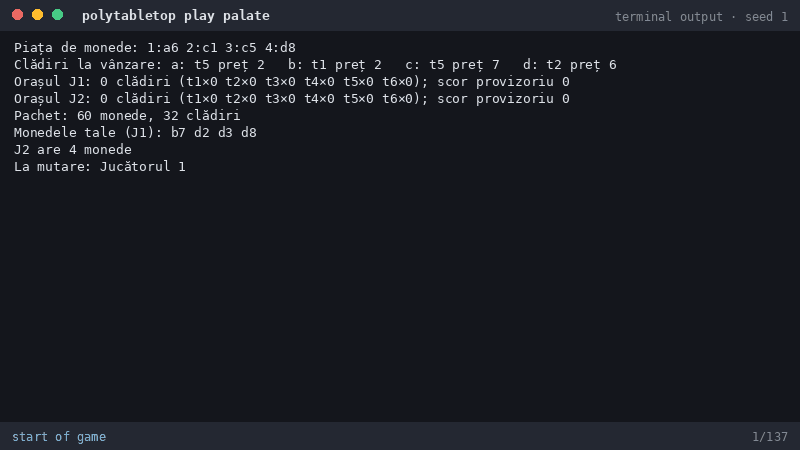 polytabletop play palate
terminal output · seed 1
Piața de monede: 1:a6 2:c1 3:c5 4:d8
Clădiri la vânzare: a: t5 preț 2   b: t1 preț 2   c: t5 preț 7   d: t2 preț 6
Orașul J1: 0 clădiri (t1×0 t2×0 t3×0 t4×0 t5×0 t6×0); scor provizoriu 0
Orașul J2: 0 clădiri (t1×0 t2×0 t3×0 t4×0 t5×0 t6×0); scor provizoriu 0
Pachet: 60 monede, 32 clădiri
Monedele tale (J1): b7 d2 d3 d8
J2 are 4 monede
La mutare: Jucătorul 1
start of game
1/137